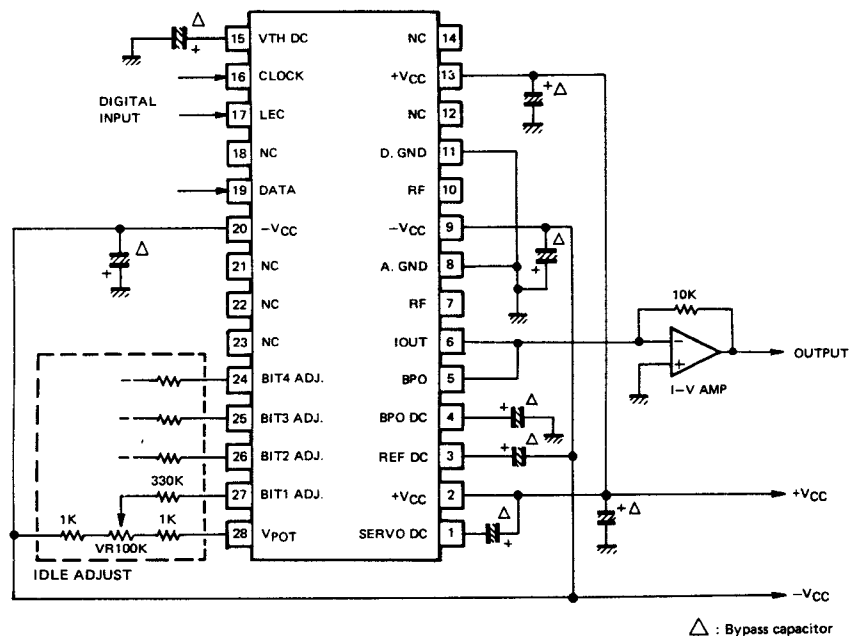 Δ
+
15 VTH DC
NC 14
16 CLOCK
+VCC 13
+ Δ
DIGITAL
INPUT
17 LEC
NC 12
18 NC
D. GND 11
19 DATA
RF 10
20 −VCC
−VCC 9
Δ
+
Δ
+
21 NC
A. GND 8
22 NC
RF 7
23 NC
IOUT 6
10K
−
+
OUTPUT
I−V AMP
24 BIT4 ADJ.
BPO 5
25 BIT3 ADJ.
BPO DC 4
+ Δ
26 BIT2 ADJ.
REF DC 3
+ Δ
330K
27 BIT1 ADJ.
+VCC 2
+VCC
1K
VR100K
1K
28 VPOT
SERVO DC 1
Δ
+
+ Δ
IDLE ADJUST
−VCC
Δ : Bypass capacitor